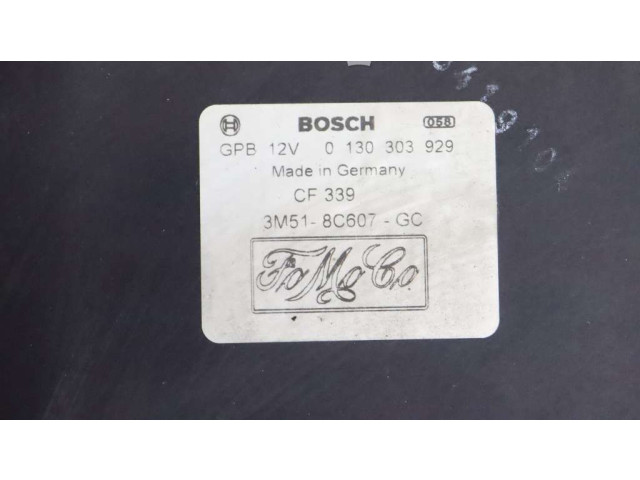 BOSCH 058
GPB 12V 0 130 303 929
Made in Germany
CF 339
3M51- 8C607 - GC
FoMoCo